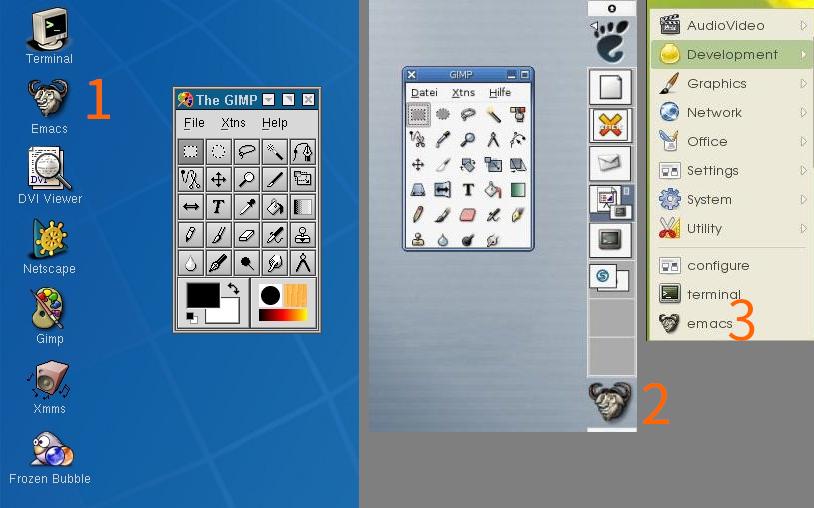 Terminal
1
Emacs
DVI
DVI Viewer
Netscape
Gimp
Xmms
Frozen Bubble
The GIMP
File Xtns Help
GIMP
Datei Xtns Hilfe
2
AudioVideo
Development
Graphics
Network
Office
Settings
System
Utility
configure
terminal
emacs
3